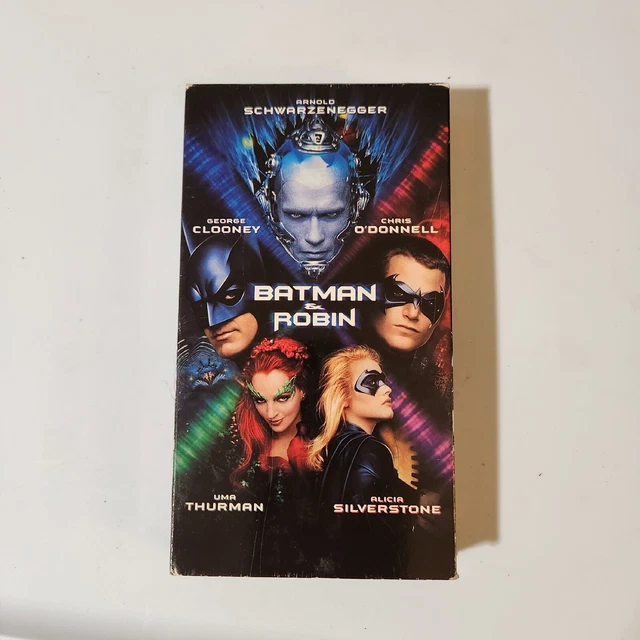 ARNOLD
SCHWARZENEGGER
GEORGE
CLOONEY
CHRIS
O'DONNELL
BATMAN
&
ROBIN
UMA
THURMAN
ALICIA
SILVERSTONE